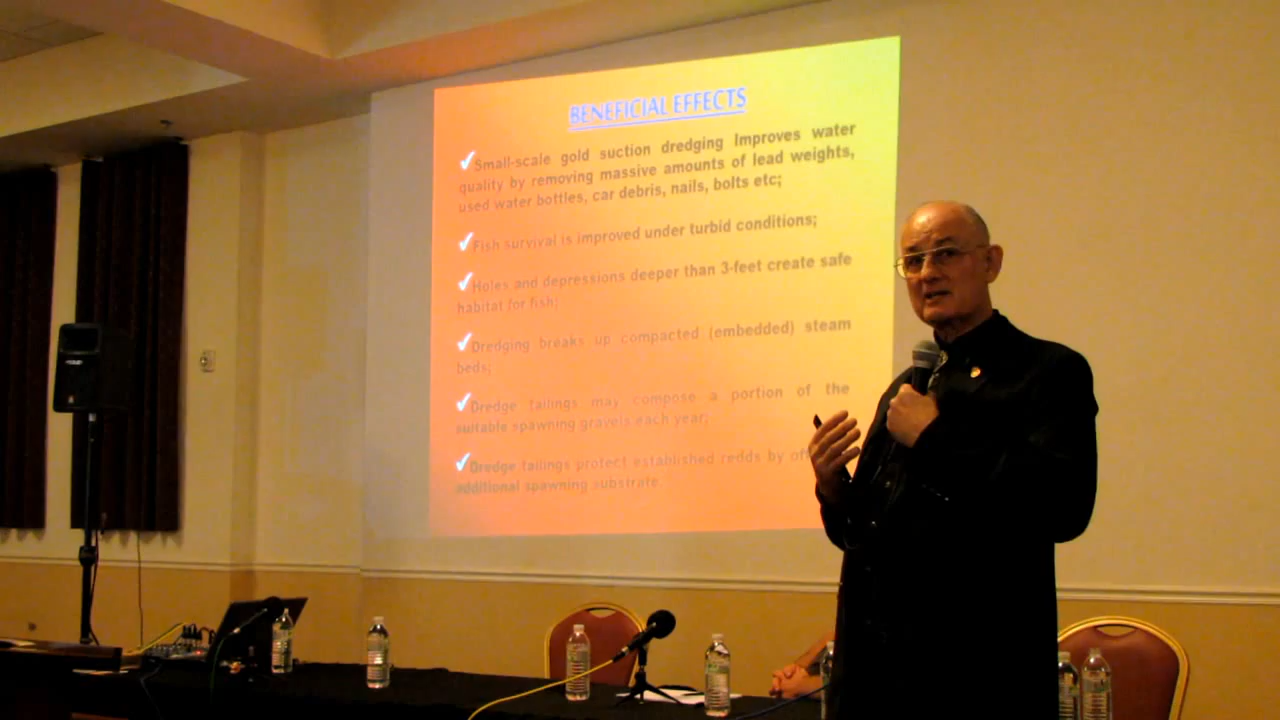 BENEFICIAL EFFECTS
✓Small-scale gold suction dredging Improves water
quality by removing massive amounts of lead weights,
used water bottles, car debris, nails, bolts etc;
✓Fish survival is improved under turbid conditions;
✓Holes and depressions deeper than 3-feet create safe
habitat for fish;
✓Dredging breaks up compacted (embedded) steam
beds;
✓Dredge tailings may compose a portion of the
suitable spawning gravels each year;
✓Dredge tailings protect established redds by
additional spawning substrate.